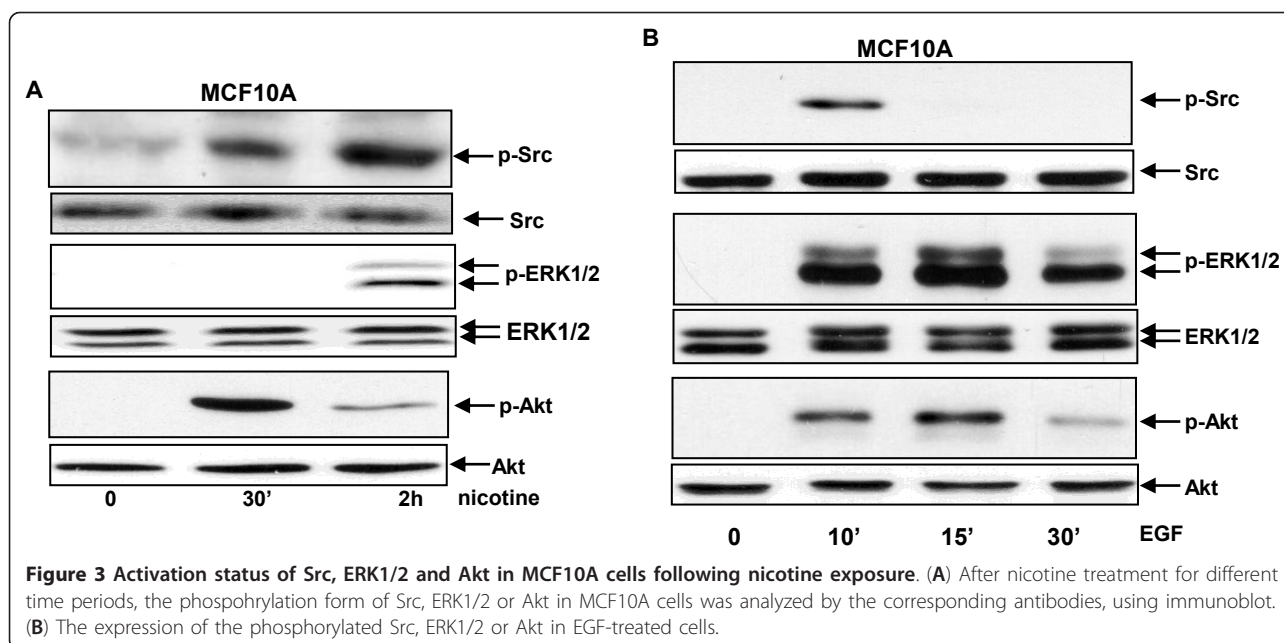 A
MCF10A
p-Src
Src
p-ERK1/2
ERK1/2
p-Akt
Akt
0 30' 2h nicotine
B
MCF10A
p-Src
Src
p-ERK1/2
ERK1/2
p-Akt
Akt
0 10' 15' 30' EGF
Figure 3 Activation status of Src, ERK1/2 and Akt in MCF10A cells following nicotine exposure. (A) After nicotine treatment for different
time periods, the phospohrylation form of Src, ERK1/2 or Akt in MCF10A cells was analyzed by the corresponding antibodies, using immunoblot.
(B) The expression of the phosphorylated Src, ERK1/2 or Akt in EGF-treated cells.